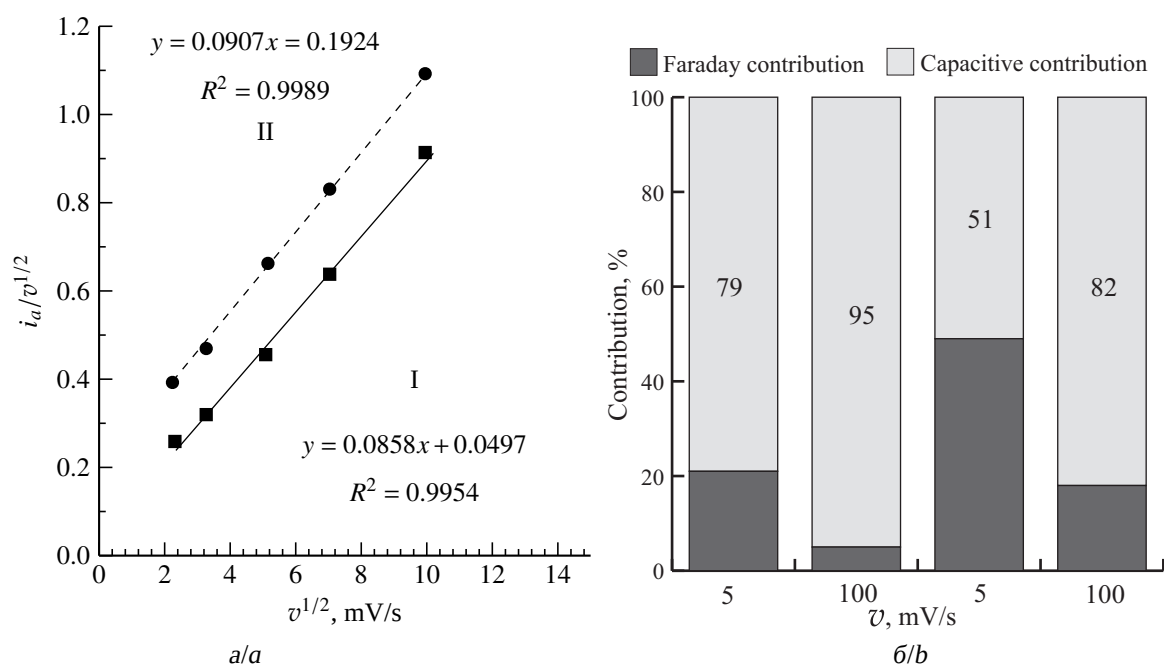 1.2
y = 0.0907x = 0.1924
R² = 0.9989
II
1.0
0.8
0.6
0.4
0.2
0.0
i_a/v^{1/2}
I
y = 0.0858x + 0.0497
R² = 0.9954
0 2 4 6 8 10 12 14
v^{1/2}, mV/s
a/a
Faraday contribution Capacitive contribution
100
80
60
40
20
0
Contribution, %
79 95 51 82
5 100 5 100
v, mV/s
б/b